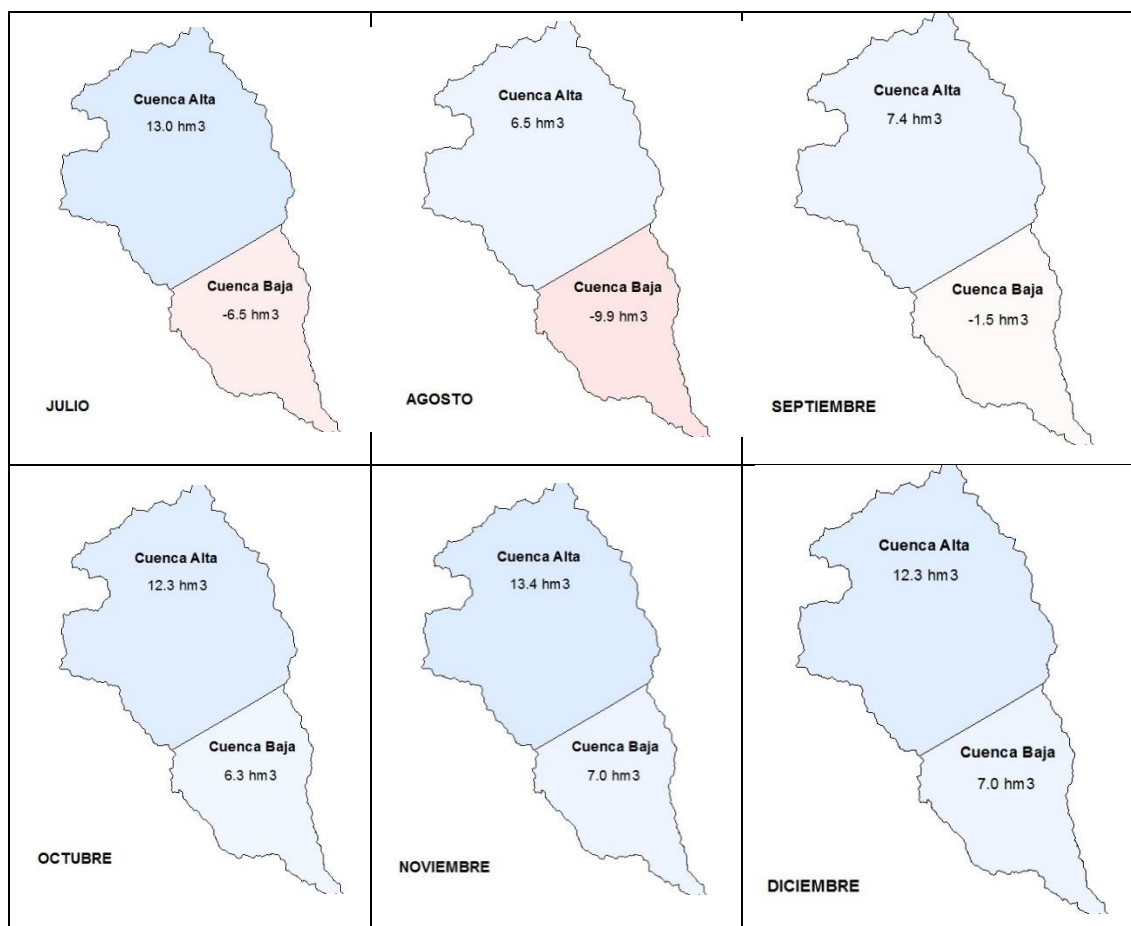 Cuenca Alta
13.0 hm3
Cuenca Baja
-6.5 hm3
JULIO
Cuenca Alta
6.5 hm3
Cuenca Baja
-9.9 hm3
AGOSTO
Cuenca Alta
7.4 hm3
Cuenca Baja
-1.5 hm3
SEPTIEMBRE
Cuenca Alta
12.3 hm3
Cuenca Baja
6.3 hm3
OCTUBRE
Cuenca Alta
13.4 hm3
Cuenca Baja
7.0 hm3
NOVIEMBRE
Cuenca Alta
12.3 hm3
Cuenca Baja
7.0 hm3
DICIEMBRE